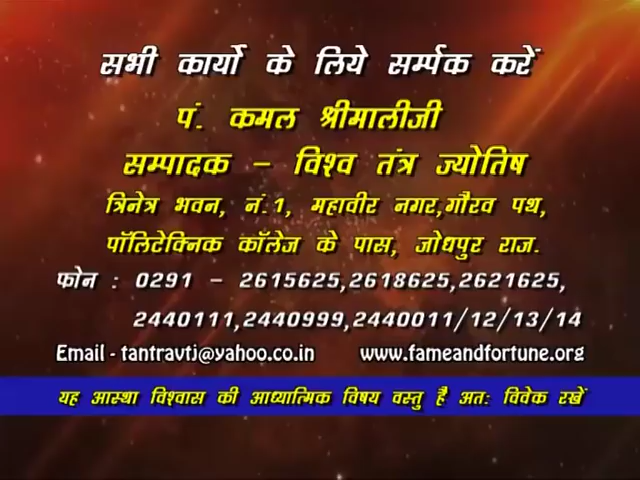 सभी कार्यो के लिये सर्म्पक करें
पं. कमल श्रीमालीजी
सम्पादक - विश्व तंत्र ज्योतिष
त्रिनेत्र भवन, नं.1, महावीर नगर,गौरव पथ,
पॉलिटेक्निक कॉलेज के पास, जोधपुर राज.
फोन : 0291 - 2615625,2618625,2621625,
2440111,2440999,2440011/12/13/14
Email - tantravtj@yahoo.co.in www.fameandfortune.org
यह आस्था विश्वास की आध्यात्मिक विषय वस्तु है अतः विवेक रखें